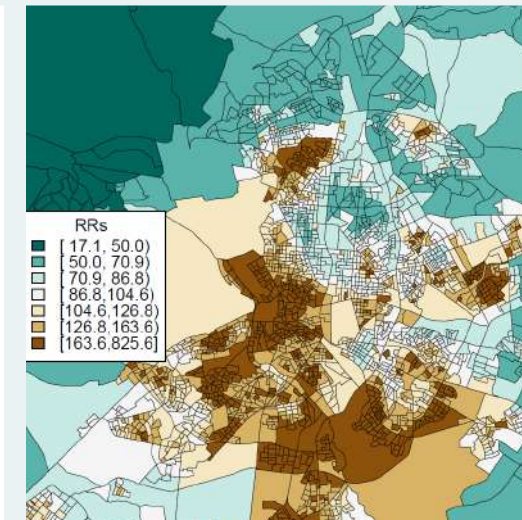 RRs
[ 17.1, 50.0)
[ 50.0, 70.9)
[ 70.9, 86.8)
[ 86.8,104.6)
[104.6,126.8)
[126.8,163.6)
[163.6,825.6]